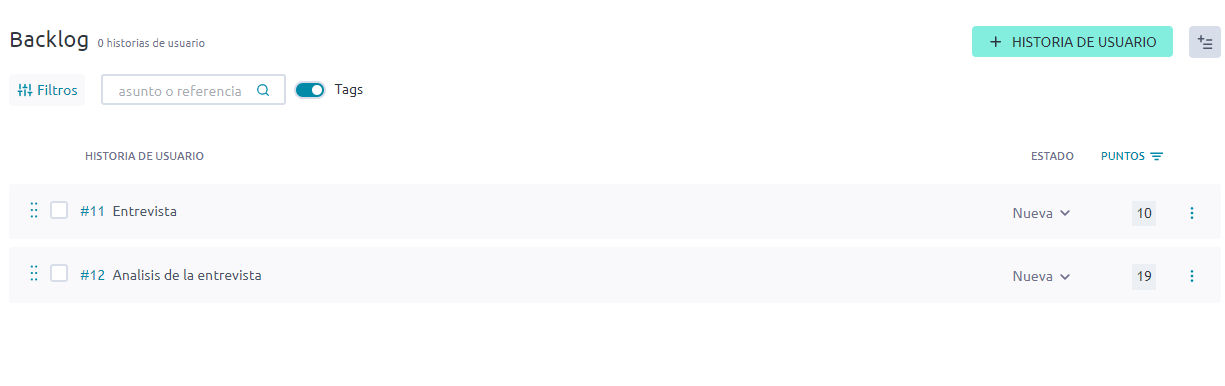 Backlog 0 historias de usuario
+ HISTORIA DE USUARIO
Filtros
asunto o referencia
Tags
HISTORIA DE USUARIO ESTADO PUNTOS
#11 Entrevista Nueva 10
#12 Analisis de la entrevista Nueva 19